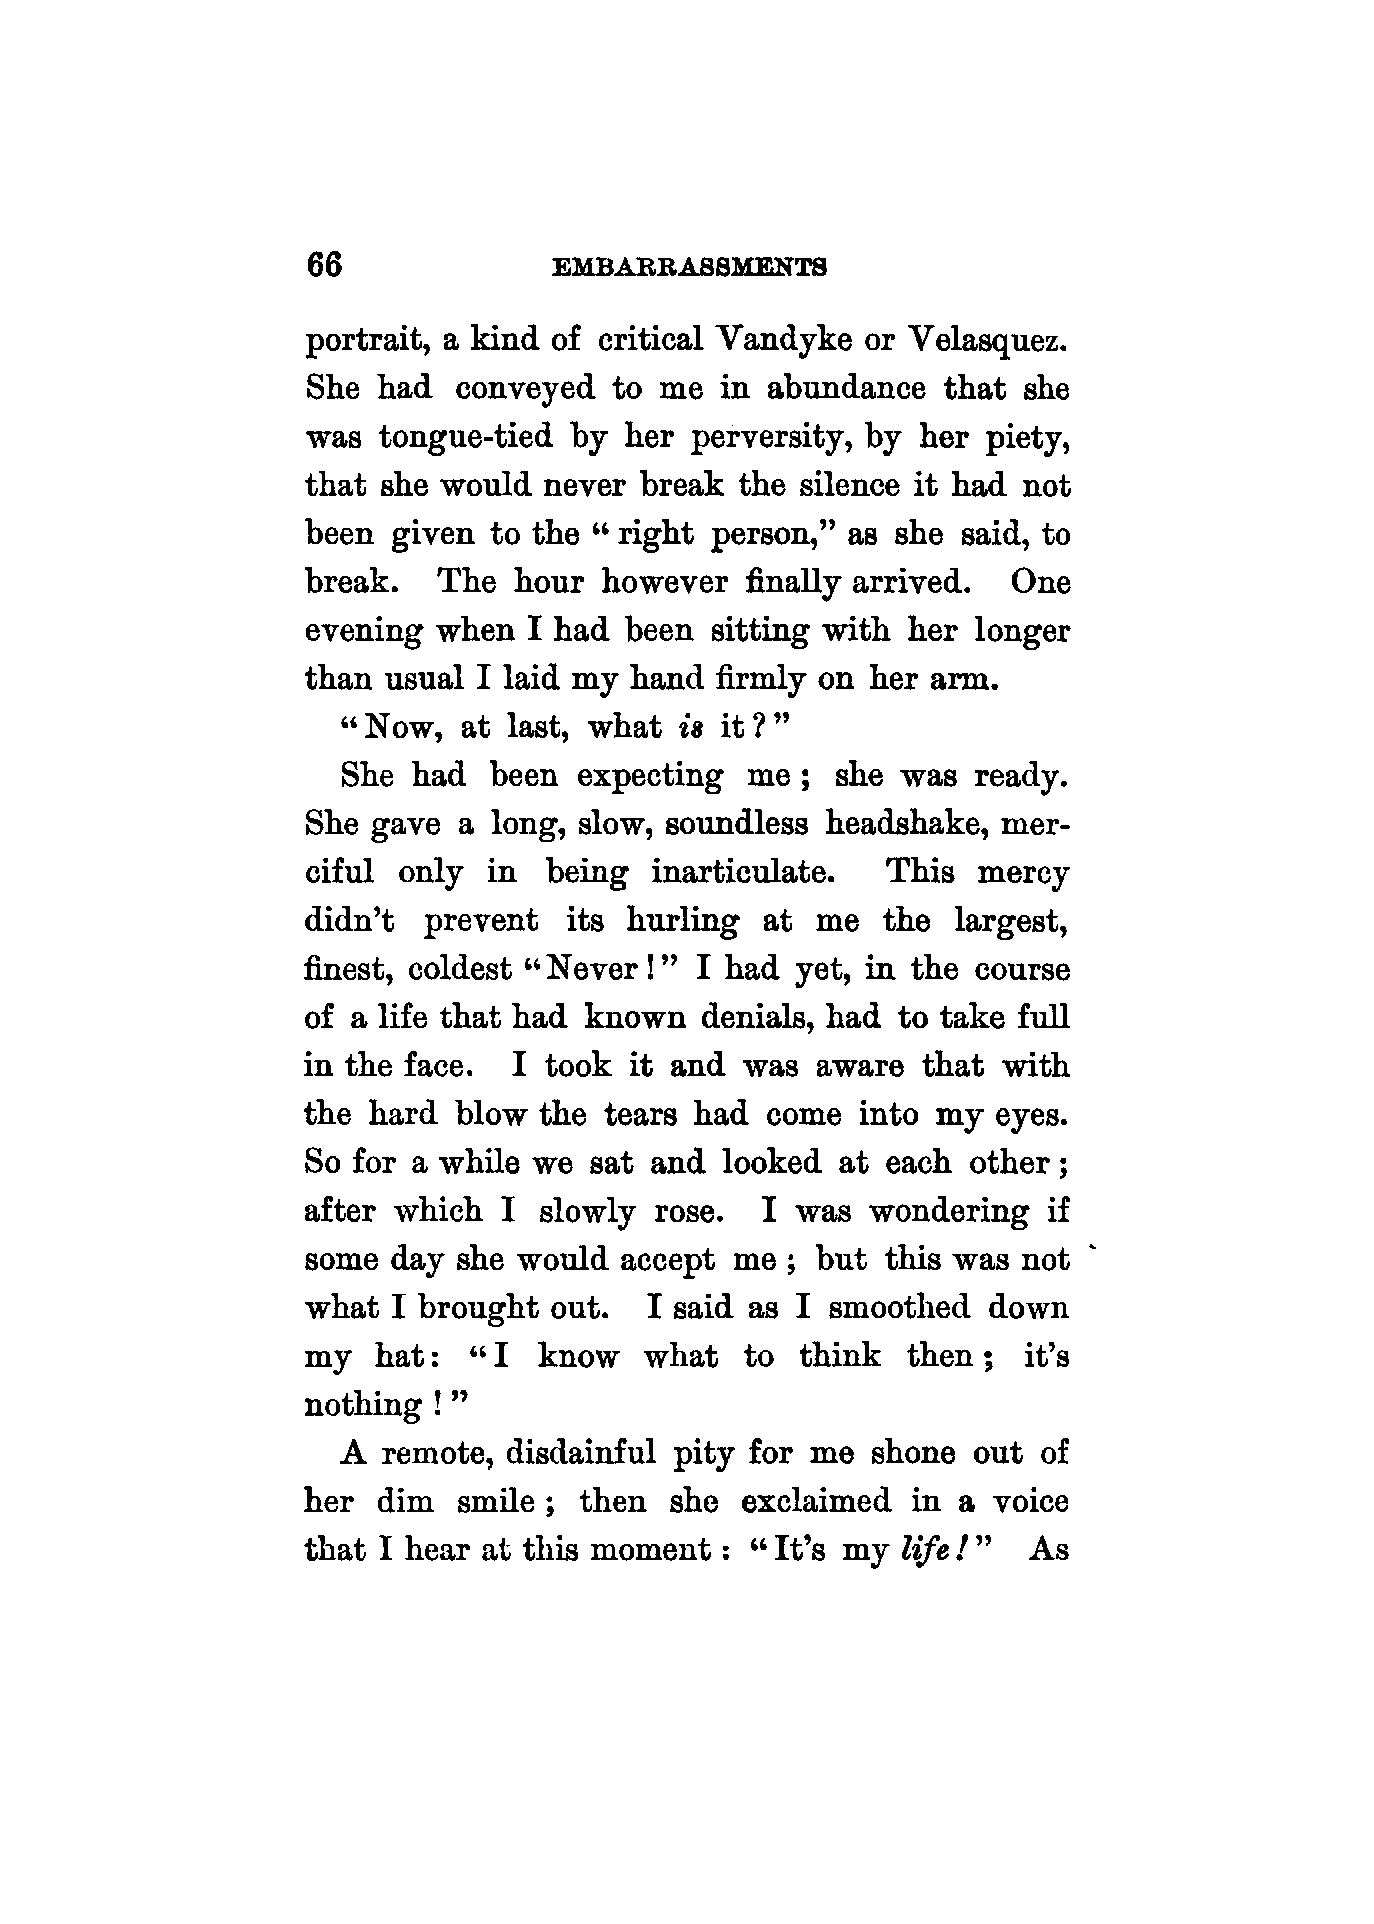 66 EMBARRASSMENTS
portrait, a kind of critical Vandyke or Velasquez.
She had conveyed to me in abundance that she
was tongue-tied by her perversity, by her piety,
that she would never break the silence it had not
been given to the “right person,” as she said, to
break. The hour however finally arrived. One
evening when I had been sitting with her longer
than usual I laid my hand firmly on her arm.
“Now, at last, what is it?”
She had been expecting me; she was ready.
She gave a long, slow, soundless headshake, mer-
ciful only in being inarticulate. This mercy
didn’t prevent its hurling at me the largest,
finest, coldest “Never!” I had yet, in the course
of a life that had known denials, had to take full
in the face. I took it and was aware that with
the hard blow the tears had come into my eyes.
So for a while we sat and looked at each other;
after which I slowly rose. I was wondering if
some day she would accept me; but this was not
what I brought out. I said as I smoothed down
my hat: “I know what to think then; it’s
nothing!”
A remote, disdainful pity for me shone out of
her dim smile; then she exclaimed in a voice
that I hear at this moment: “It’s my life!” As